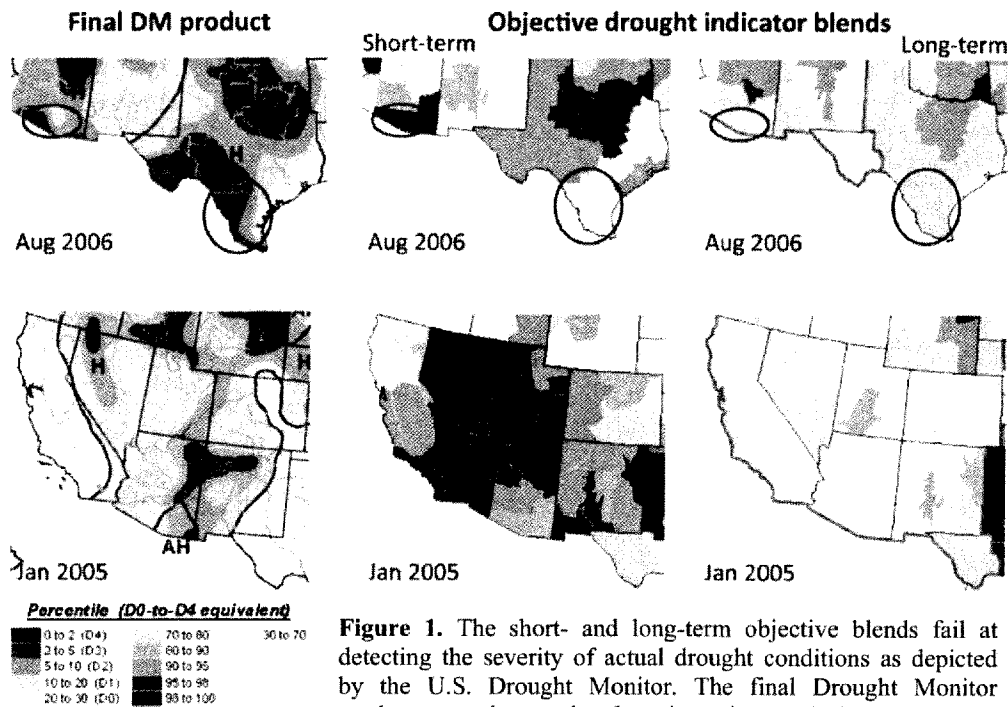 Final DM product
Objective drought indicator blends
Short-term
Long-term
H
Aug 2006
Aug 2006
Aug 2006
H
H
AH
Jan 2005
Jan 2005
Jan 2005
Percentile (D0-to-D4 equivalent)
0 to 2 (D4)
2 to 5 (D3)
5 to 10 (D2)
10 to 20 (D1)
20 to 30 (D0)
70 to 80
80 to 90
90 to 95
95 to 98
98 to 100
30 to 70
Figure 1. The short- and long-term objective blends fail at
detecting the severity of actual drought conditions as depicted
by the U.S. Drought Monitor. The final Drought Monitor